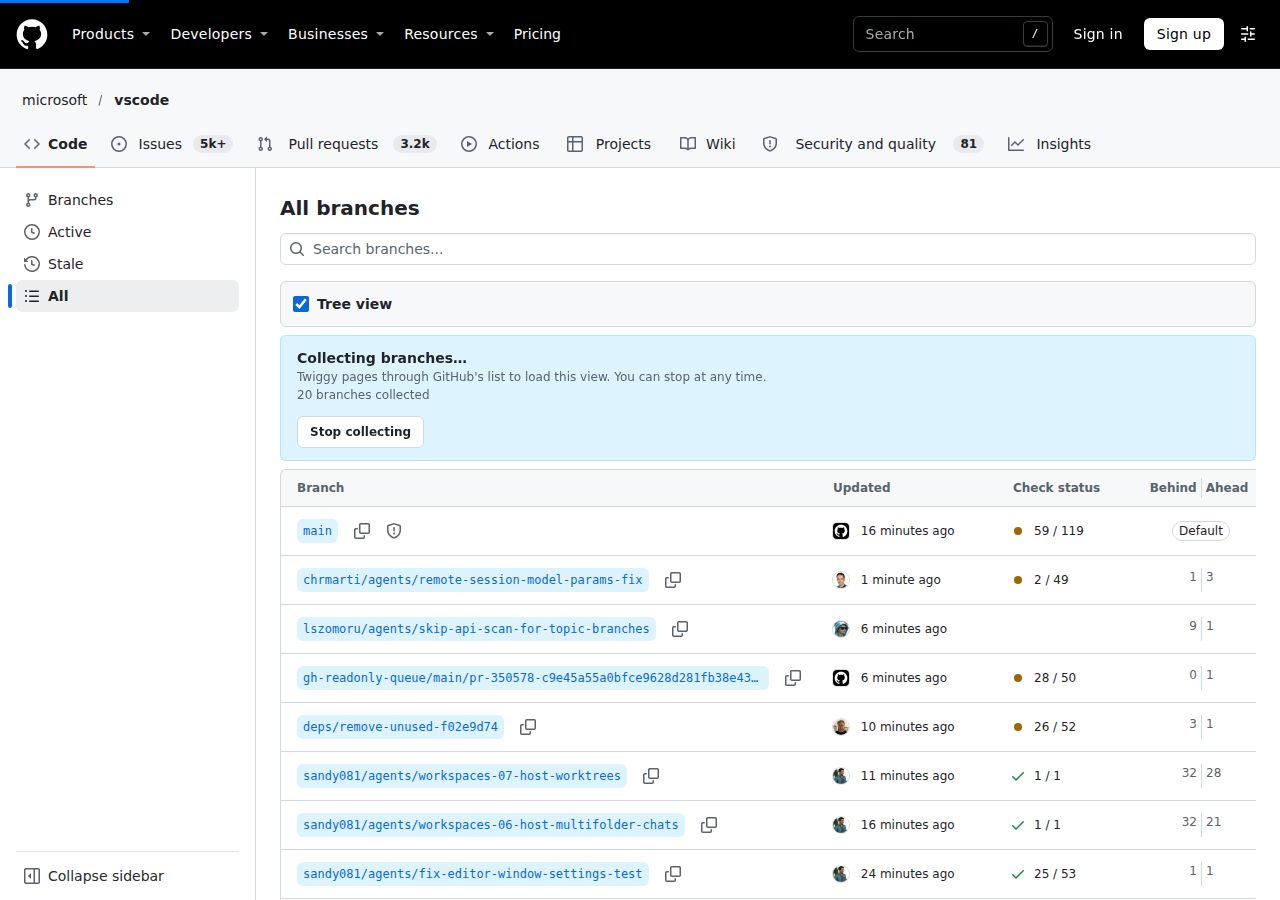 Products Developers Businesses Resources Pricing Search / Sign in Sign up
microsoft / vscode
Code Issues 5k+ Pull requests 3.2k Actions Projects Wiki Security and quality 81 Insights
Branches
Active
Stale
All
Collapse sidebar
All branches
Search branches...
Tree view
Collecting branches…
Twiggy pages through GitHub's list to load this view. You can stop at any time.
20 branches collected
Stop collecting
Branch Updated Check status Behind Ahead
main 16 minutes ago 59 / 119 Default
chrmarti/agents/remote-session-model-params-fix 1 minute ago 2 / 49 1 3
lszomoru/agents/skip-api-scan-for-topic-branches 6 minutes ago 9 1
gh-readonly-queue/main/pr-350578-c9e45a55a0bfce9628d281fb38e43… 6 minutes ago 28 / 50 0 1
deps/remove-unused-f02e9d74 10 minutes ago 26 / 52 3 1
sandy081/agents/workspaces-07-host-worktrees 11 minutes ago 1 / 1 32 28
sandy081/agents/workspaces-06-host-multifolder-chats 16 minutes ago 1 / 1 32 21
sandy081/agents/fix-editor-window-settings-test 24 minutes ago 25 / 53 1 1